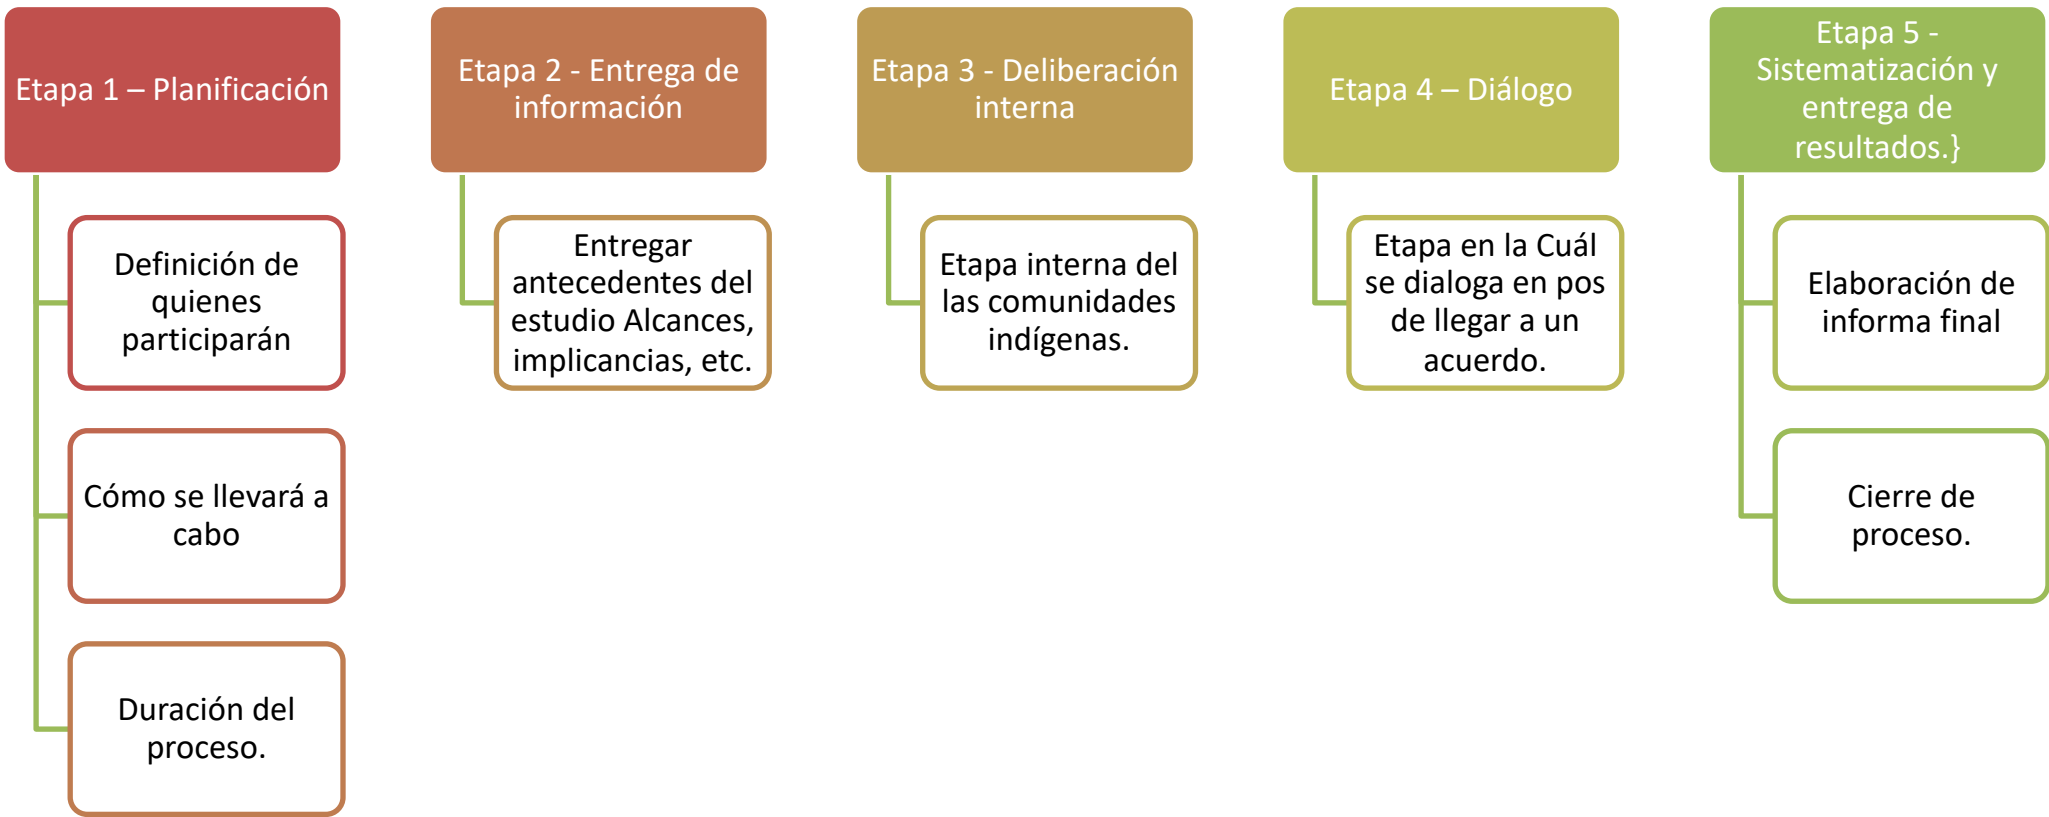 Etapa 1 – Planificación
Definición de
quienes
participarán
Cómo se llevará a
cabo
Duración del
proceso.
Etapa 2 - Entrega de
información
Entregar
antecedentes del
estudio Alcances,
implicancias, etc.
Etapa 3 - Deliberación
interna
Etapa interna del
las comunidades
indígenas.
Etapa 4 – Diálogo
Etapa en la Cuál
se dialoga en pos
de llegar a un
acuerdo.
Etapa 5 -
Sistematización y
entrega de
resultados.}
Elaboración de
informa final
Cierre de
proceso.